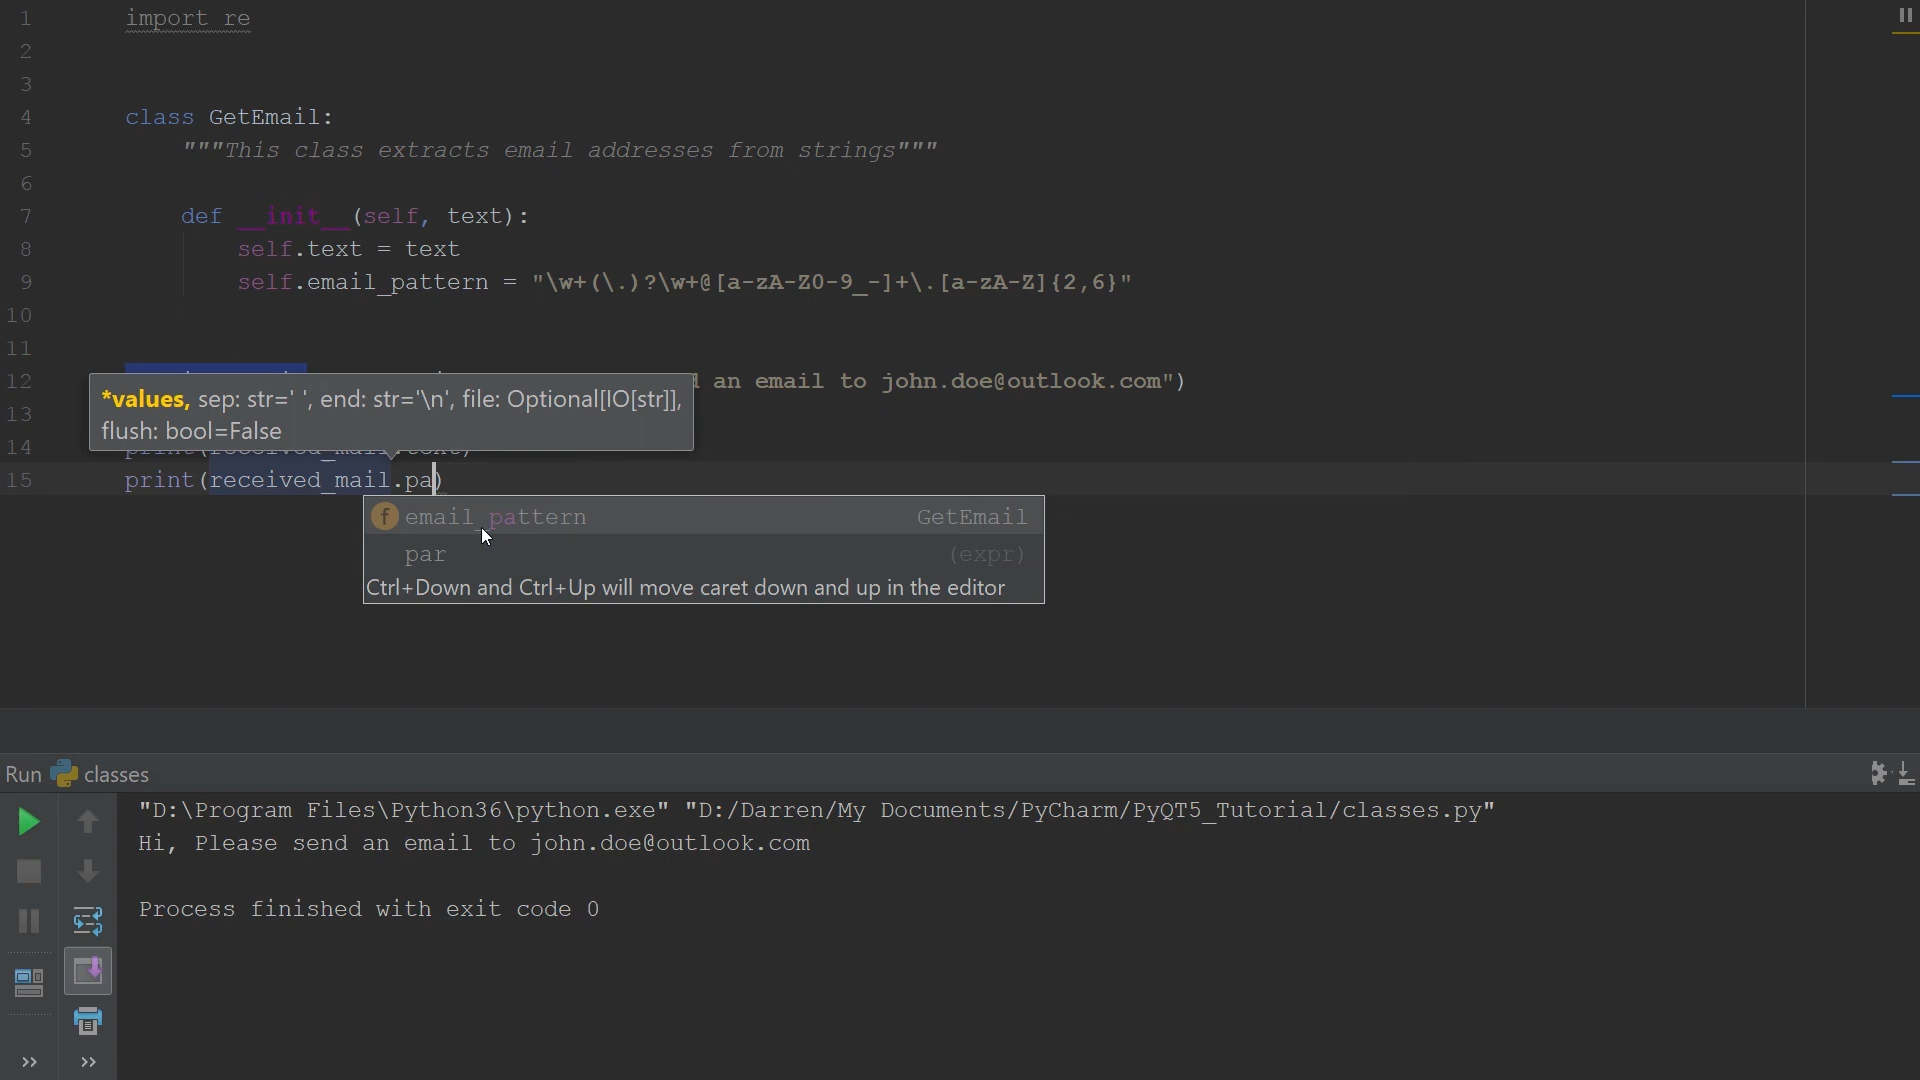 1 import re
2
3
4 class GetEmail:
5 """This class extracts email addresses from strings"""
6
7 def __init__(self, text):
8 self.text = text
9 self.email_pattern = "\w+(\.)?\w+@[a-zA-Z0-9_-]+\.[a-zA-Z]{2,6}"
10
11
12 an email to john.doe@outlook.com")
*values, sep: str=' ', end: str='\n', file: Optional[IO[str]],
13
flush: bool=False
14 print(received_mail.text)
15 print(received_mail.pa)
f email_pattern GetEmail
par (expr)
Ctrl+Down and Ctrl+Up will move caret down and up in the editor
Run classes
"D:\Program Files\Python36\python.exe" "D:/Darren/My Documents/PyCharm/PyQT5_Tutorial/classes.py"
Hi, Please send an email to john.doe@outlook.com
Process finished with exit code 0